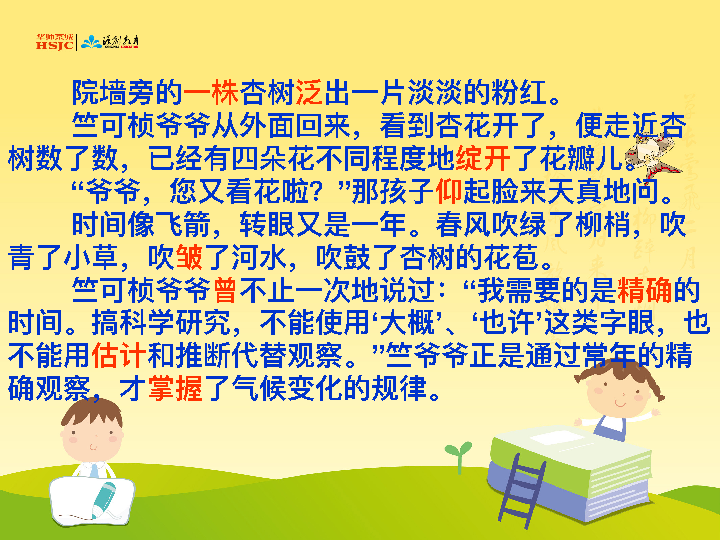 华师京城
HSJC
院墙旁的一株杏树泛出一片淡淡的粉红。
竺可桢爷爷从外面回来，看到杏花开了，便走近杏
树数了数，已经有四朵花不同程度地绽开了花瓣儿。
“爷爷，您又看花啦？”那孩子仰起脸来天真地问。
时间像飞箭，转眼又是一年。春风吹绿了柳梢，吹
青了小草，吹皱了河水，吹鼓了杏树的花苞。
竺可桢爷爷曾不止一次地说过：“我需要的是精确的
时间。搞科学研究，不能使用‘大概’、‘也许’这类字眼，也
不能用估计和推断代替观察。”竺爷爷正是通过常年的精
确观察，才掌握了气候变化的规律。